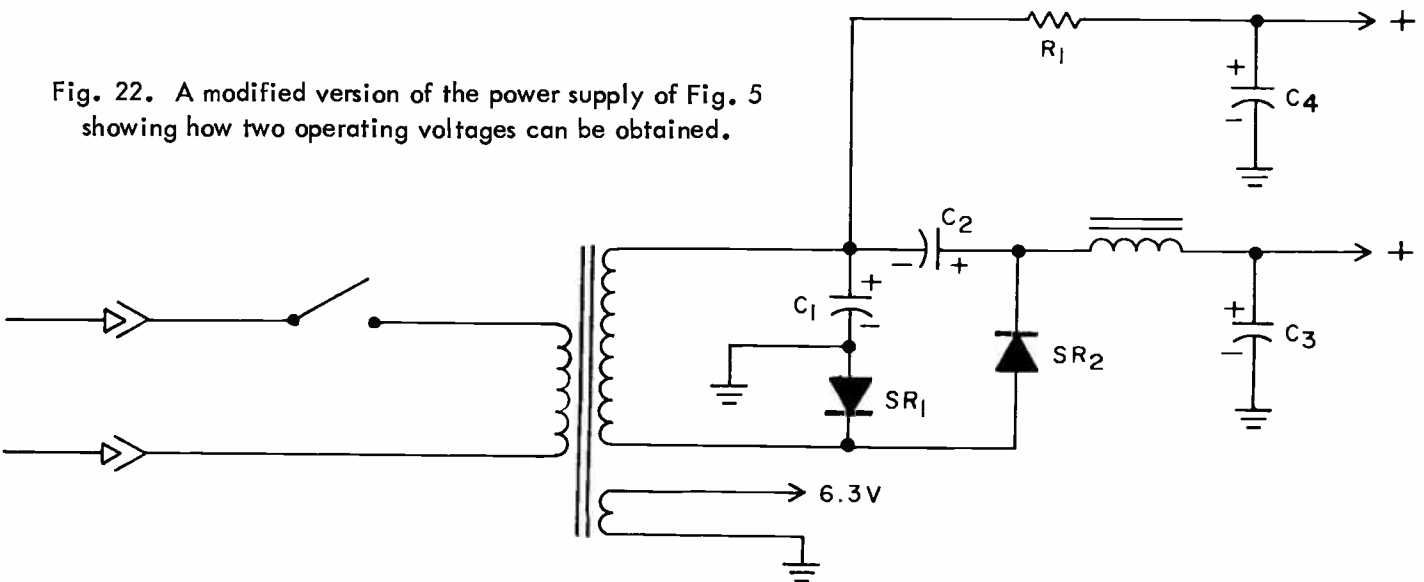 Fig. 22. A modified version of the power supply of Fig. 5
showing how two operating voltages can be obtained.
R1
+
+
C4
−
C2
−
+
+
C1
+
−
+
C3
−
SR2
SR1
6.3V